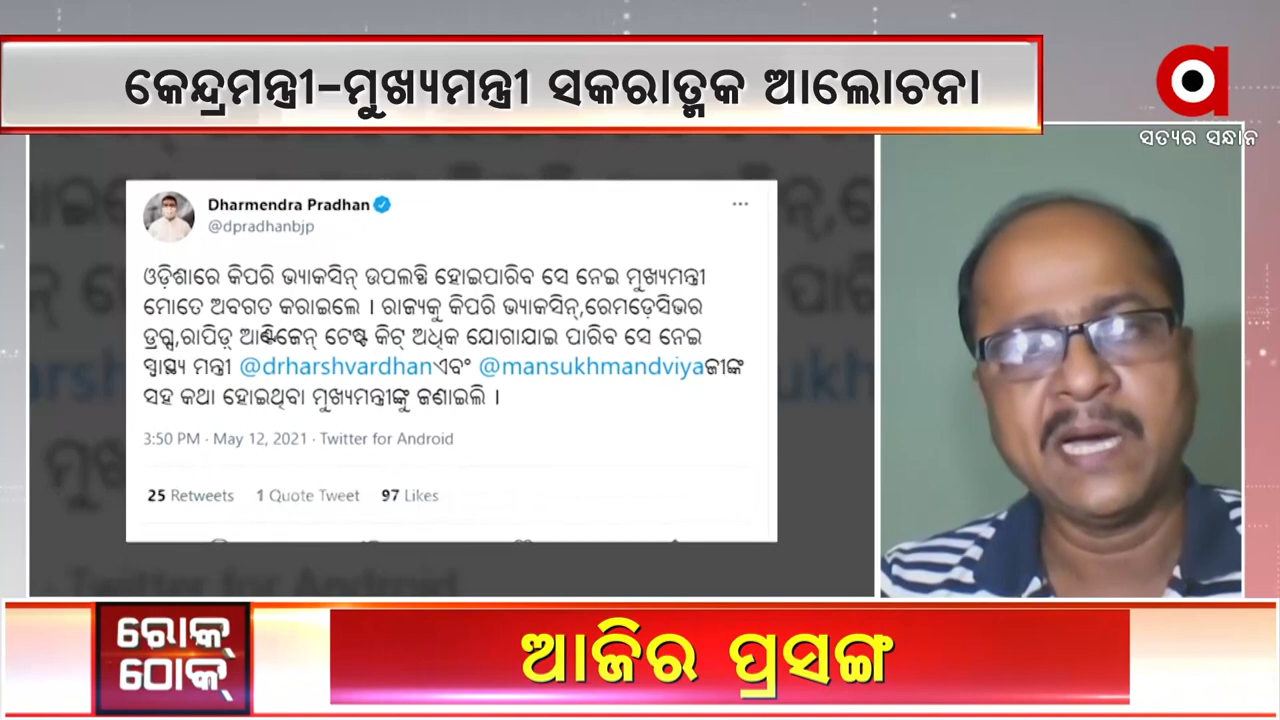 କେନ୍ଦ୍ରମନ୍ତ୍ରୀ-ମୁଖ୍ୟମନ୍ତ୍ରୀ ସକରାତ୍ମକ ଆଲୋଚନା
a
ସତ୍ୟର ସନ୍ଧାନ
Dharmendra Pradhan
@dpradhanbjp
ଓଡ଼ିଶାରେ କିପରି ଭ୍ୟାକସିନ୍ ଉପଲବ୍ଧି ହୋଇପାରିବ ସେ ନେଇ ମୁଖ୍ୟମନ୍ତ୍ରୀ
ମୋତେ ଅବଗତ କରାଇଲେ । ରାଜ୍ୟକୁ କିପରି ଭ୍ୟାକସିନ୍,ରେମଡ଼େସିଭର
ଡ୍ରଗ୍ସ,ରାପିଡ଼୍ ଆଣ୍ଟିଜେନ୍ ଟେଷ୍ଟ କିଟ୍ ଅଧିକ ଯୋଗାଯାଇ ପାରିବ ସେ ନେଇ
ସ୍ୱାସ୍ଥ୍ୟ ମନ୍ତ୍ରୀ @drharshvardhanଏବଂ @mansukhmandviyaଜୀଙ୍କ
ସହ କଥା ହୋଇଥିବା ମୁଖ୍ୟମନ୍ତ୍ରୀଙ୍କୁ ଜଣାଇଲି ।
3:50 PM · May 12, 2021 · Twitter for Android
25 Retweets 1 Quote Tweet 97 Likes
ରୋକ୍
ଠୋକ୍
ଆଜିର ପ୍ରସଙ୍ଗ